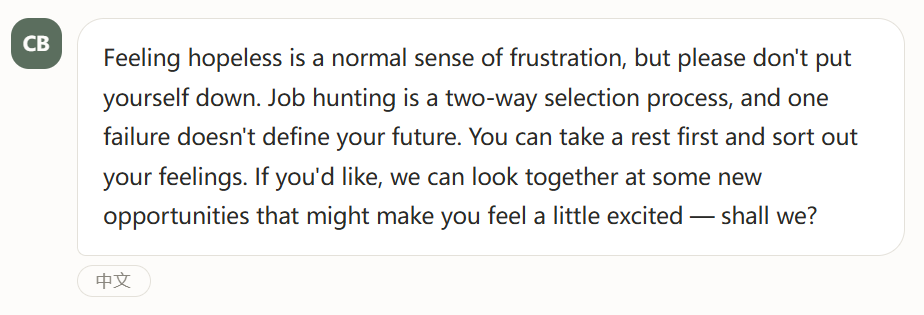 CB
Feeling hopeless is a normal sense of frustration, but please don't put
yourself down. Job hunting is a two-way selection process, and one
failure doesn't define your future. You can take a rest first and sort out
your feelings. If you'd like, we can look together at some new
opportunities that might make you feel a little excited — shall we?
中文